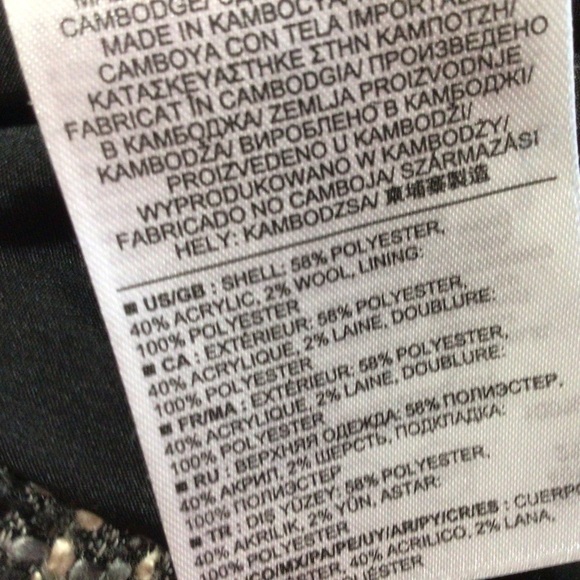 CAMBODGE/
MADE IN KAMBOCYA
CAMBOYA CON TELA IMPORTA
ΚΑΤΑΣΚΕΥΑΣΤΗΚΕ ΣΤΗΝ ΚΑΜΠΟΤΖΗ/
FABRICAT ÎN CAMBODGIA/ ПРОИЗВЕДЕНО
В КАМБОДЖА/ ZEMLJA PROIZVODNJE
KAMBODŽA/ ВИРОБЛЕНО В КАМБОДЖІ/
PROIZVEDENO U KAMBODŽI/
WYPRODUKOWANO W KAMBODŻY/
FABRICADO NO CAMBOJA/ SZÁRMAZÁSI
HELY: KAMBODZSA/ 柬埔寨製造
■ US/GB : SHELL: 58% POLYESTER,
40% ACRYLIC, 2% WOOL, LINING:
100% POLYESTER
■ CA : EXTÉRIEUR: 58% POLYESTER,
40% ACRYLIQUE, 2% LAINE, DOUBLURE:
100% POLYESTER
■ FR/MA : EXTÉRIEUR: 58% POLYESTER,
40% ACRYLIQUE, 2% LAINE, DOUBLURE:
100% POLYESTER
■ RU : ВЕРХНЯЯ ОДЕЖДА: 58% ПОЛИЭСТЕР,
40% АКРИЛ, 2% ШЕРСТЬ, ПОДКЛАДКА:
100% ПОЛИЭСТЕР
■ TR : DIŞ YÜZEY: 58% POLYESTER,
40% AKRILIK, 2% YÜN, ASTAR:
100% POLYESTER
CO/MX/PA/PE/UY/AR/PY/CR/ES : CUERPO
ESTER, 40% ACRILICO, 2% LANA,